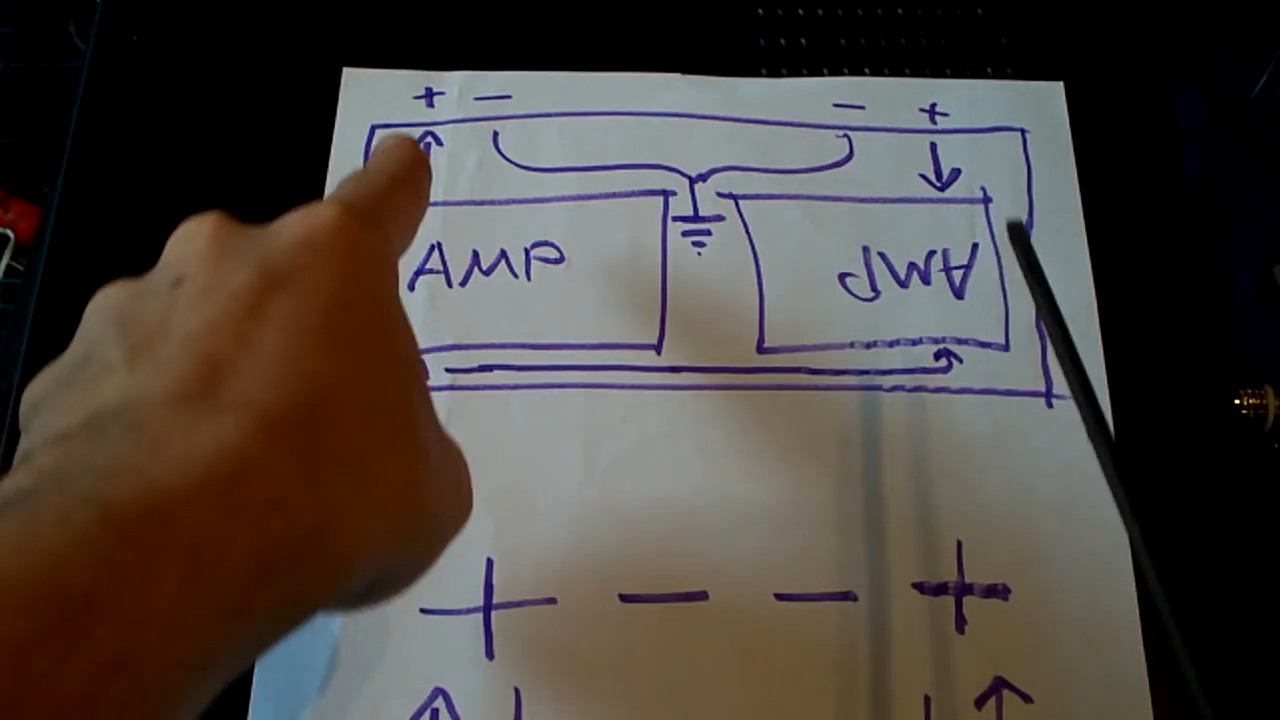 + − − +
AMP AMP
+ − − +